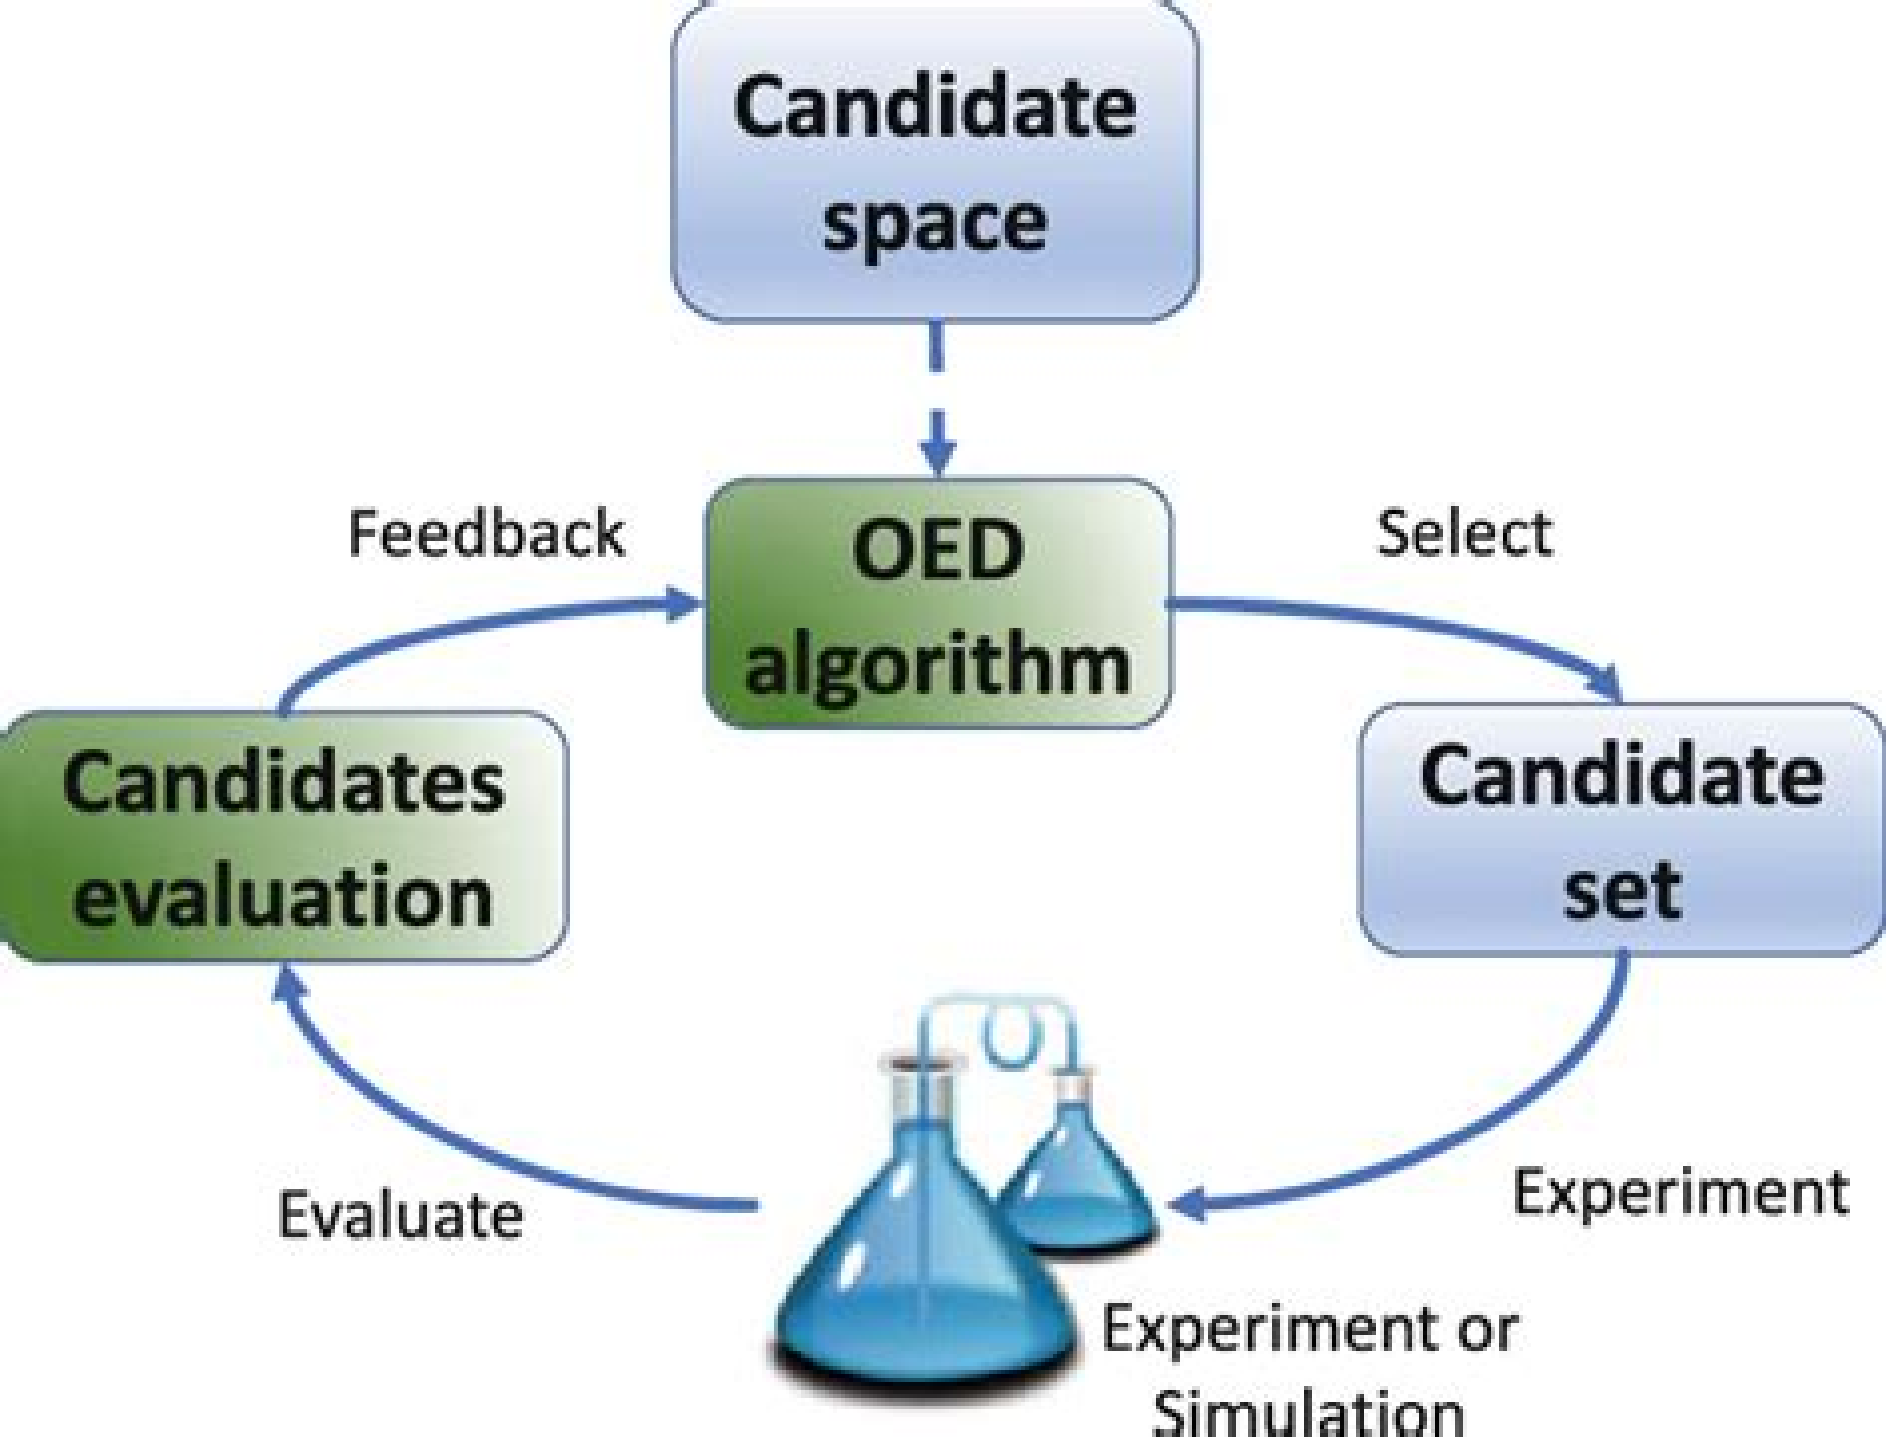 Candidate
space
Feedback
OED
algorithm
Select
Candidates
evaluation
Candidate
set
Evaluate
Experiment
Experiment or
Simulation